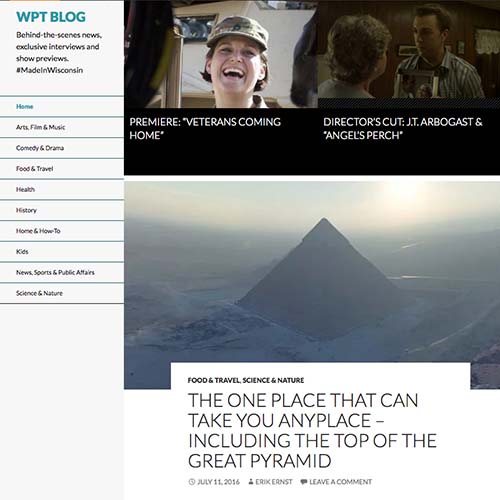 WPT BLOG
Behind-the-scenes news,
exclusive interviews and
show previews.
#MadeInWisconsin
Home
Arts, Film & Music
Comedy & Drama
Food & Travel
Health
History
Home & How-To
Kids
News, Sports & Public Affairs
Science & Nature
PREMIERE: “VETERANS COMING
HOME”
DIRECTOR’S CUT: J.T. ARBOGAST &
“ANGEL’S PERCH”
FOOD & TRAVEL, SCIENCE & NATURE
THE ONE PLACE THAT CAN
TAKE YOU ANYPLACE –
INCLUDING THE TOP OF THE
GREAT PYRAMID
JULY 11, 2016 ERIK ERNST LEAVE A COMMENT